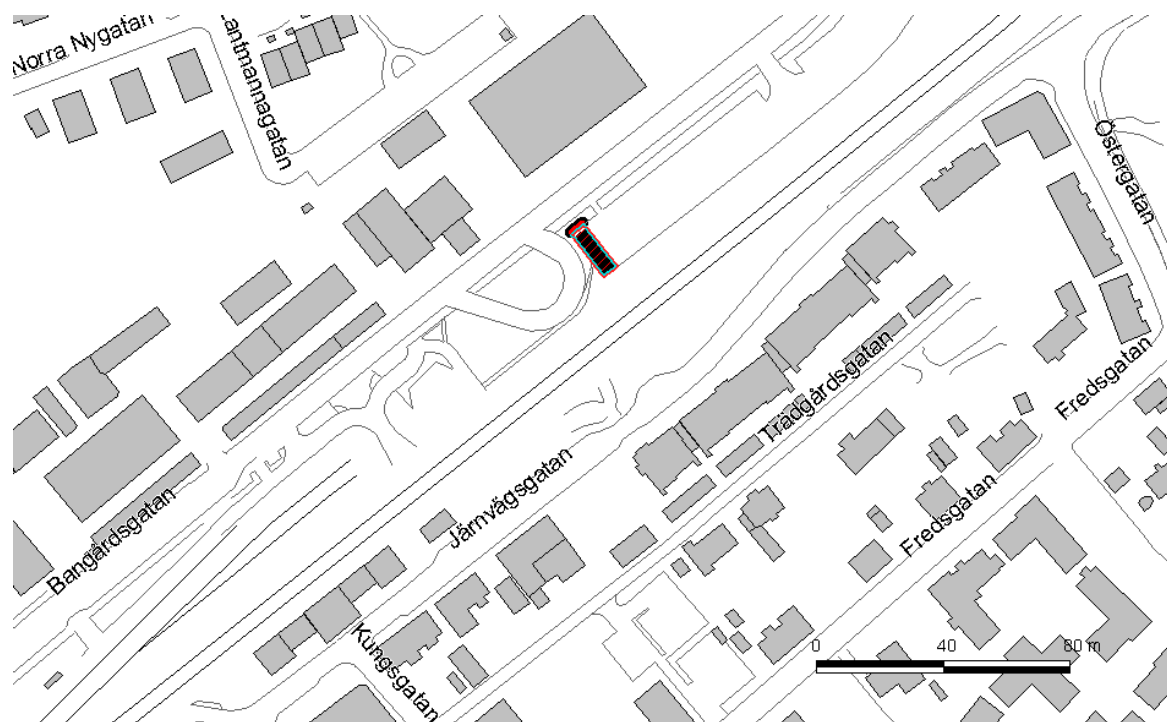 Norra Nygatan
antmannagatan
Östergatan
Trädgårdsgatan
Fredsgatan
Järnvägsgatan
Fredsgatan
Bangårdsgatan
Kungsgatan
0 40 80 m